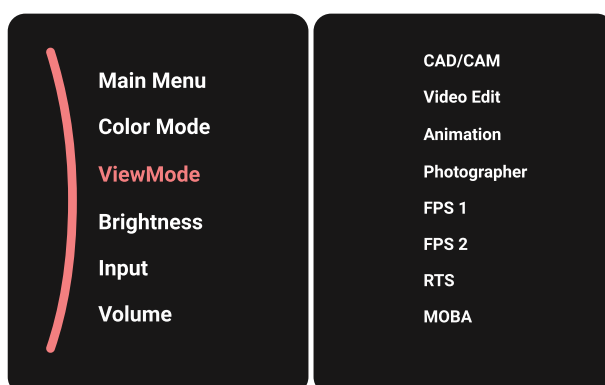 Main Menu
Color Mode
ViewMode
Brightness
Input
Volume
CAD/CAM
Video Edit
Animation
Photographer
FPS 1
FPS 2
RTS
MOBA